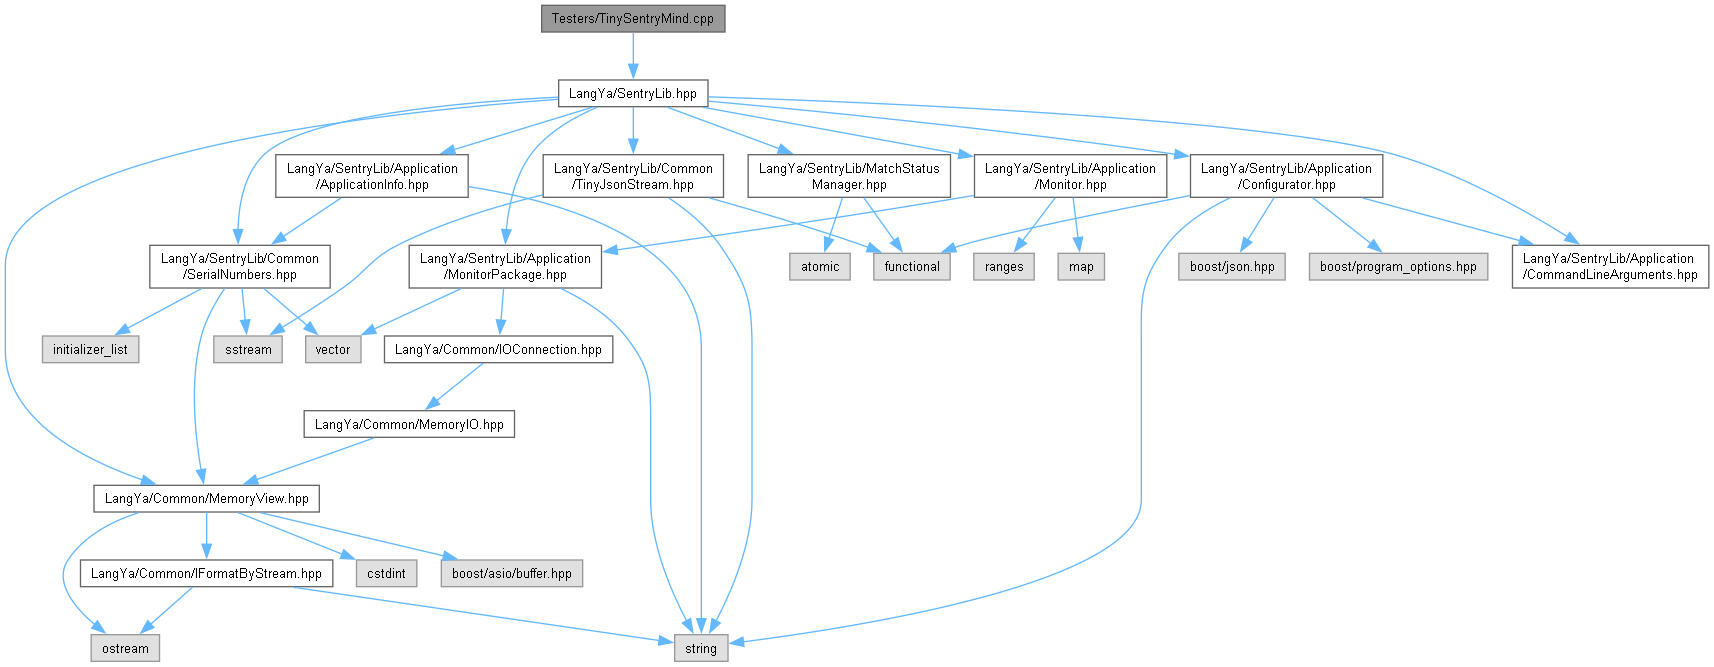 Testers/TinySentryMind.cpp
LangYa/SentryLib.hpp
LangYa/SentryLib/Application
/ApplicationInfo.hpp
LangYa/SentryLib/Common
/TinyJsonStream.hpp
LangYa/SentryLib/MatchStatus
Manager.hpp
LangYa/SentryLib/Application
/Monitor.hpp
LangYa/SentryLib/Application
/Configurator.hpp
LangYa/SentryLib/Common
/SerialNumbers.hpp
LangYa/SentryLib/Application
/MonitorPackage.hpp
atomic
functional
ranges
map
boost/json.hpp
boost/program_options.hpp
LangYa/SentryLib/Application
/CommandLineArguments.hpp
initializer_list
sstream
vector
LangYa/Common/IOConnection.hpp
LangYa/Common/MemoryIO.hpp
LangYa/Common/MemoryView.hpp
LangYa/Common/IFormatByStream.hpp
cstdint
boost/asio/buffer.hpp
ostream
string